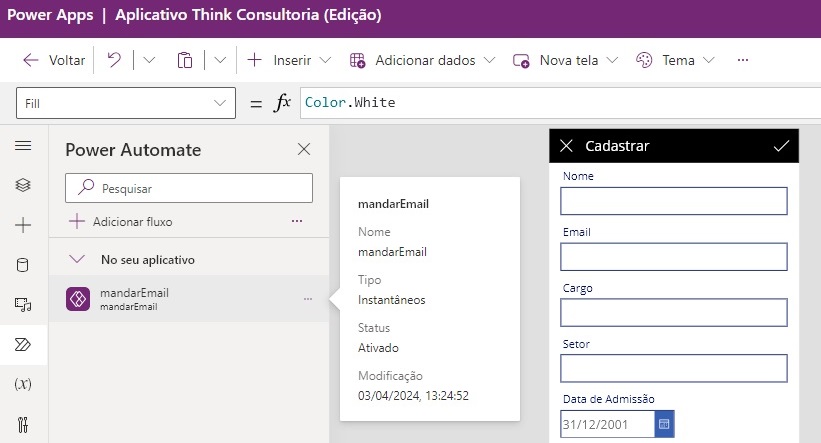 Power Apps | Aplicativo Think Consultoria (Edição)
Voltar Inserir Adicionar dados Nova tela Tema ...
Fill = fx Color.White
Power Automate
Pesquisar
Adicionar fluxo ...
No seu aplicativo
mandarEmail ...
mandarEmail
(x)
mandarEmail
Nome
mandarEmail
Tipo
Instantâneos
Status
Ativado
Modificação
03/04/2024, 13:24:52
Cadastrar
Nome
Email
Cargo
Setor
Data de Admissão
31/12/2001